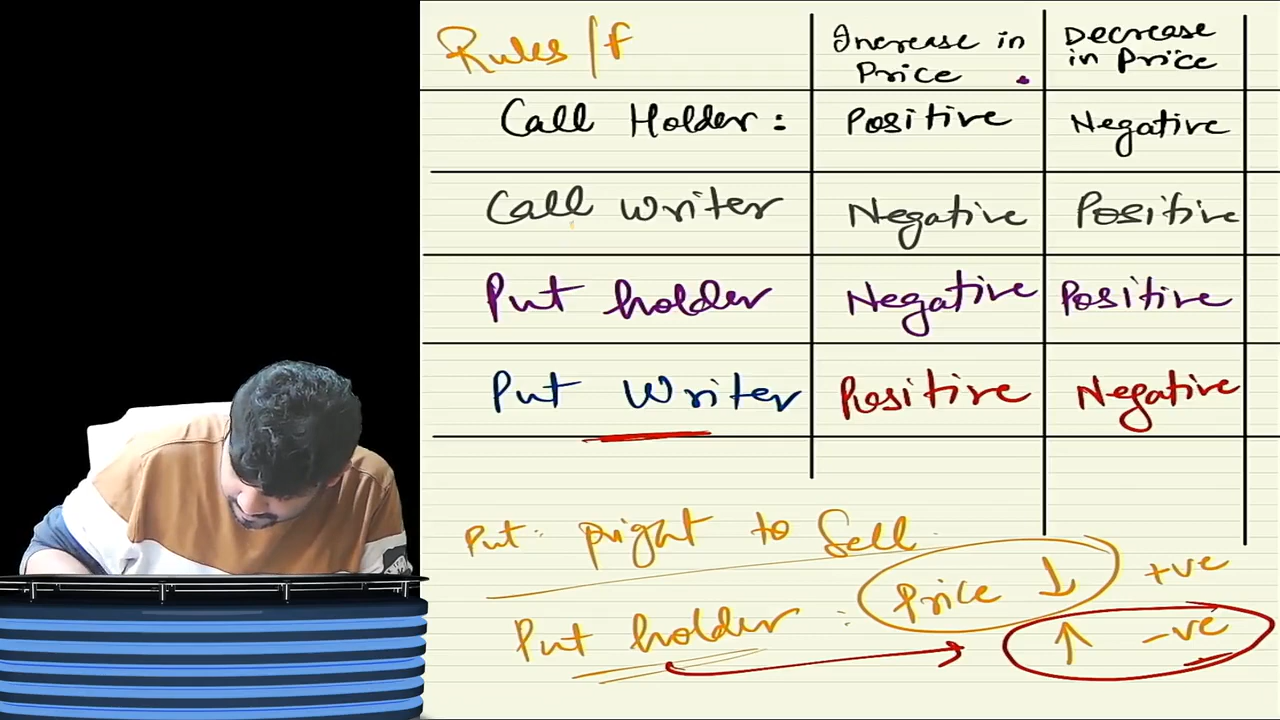 Rules/f
Increase in Price
Decrease in Price
Call Holder: Positive Negative
Call Writer Negative Positive
Put holder Negative Positive
Put Writer Positive Negative
Put: right to Sell
Put holder: Price ↓ +ve
↑ -ve